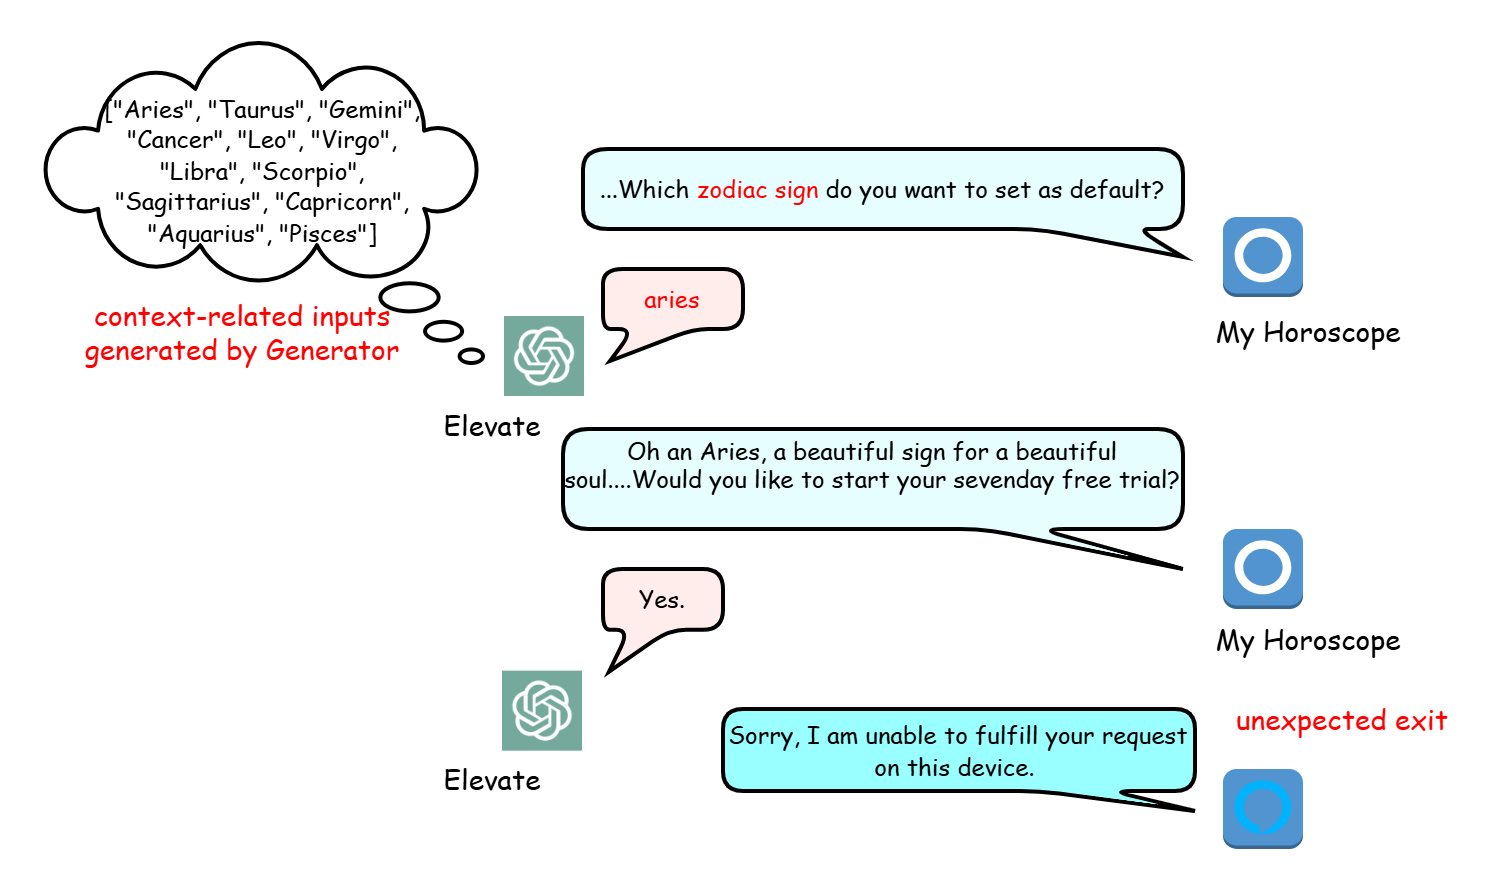 ["Aries", "Taurus", "Gemini",
"Cancer", "Leo", "Virgo",
"Libra", "Scorpio",
"Sagittarius", "Capricorn",
"Aquarius", "Pisces"]
context-related inputs
generated by Generator
...Which zodiac sign do you want to set as default?
My Horoscope
aries
Elevate
Oh an Aries, a beautiful sign for a beautiful
soul....Would you like to start your sevenday free trial?
My Horoscope
Yes.
Elevate
unexpected exit
Sorry, I am unable to fulfill your request
on this device.